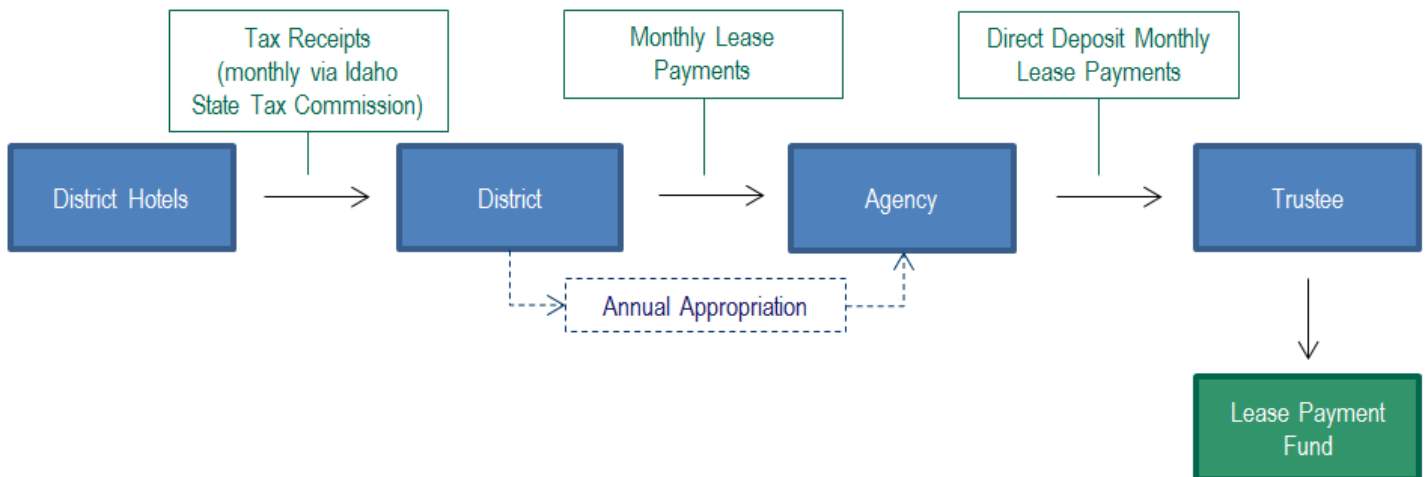 Tax Receipts
(monthly via Idaho
State Tax Commission)
Monthly Lease
Payments
Direct Deposit Monthly
Lease Payments
District Hotels
District
Agency
Trustee
Annual Appropriation
Lease Payment
Fund